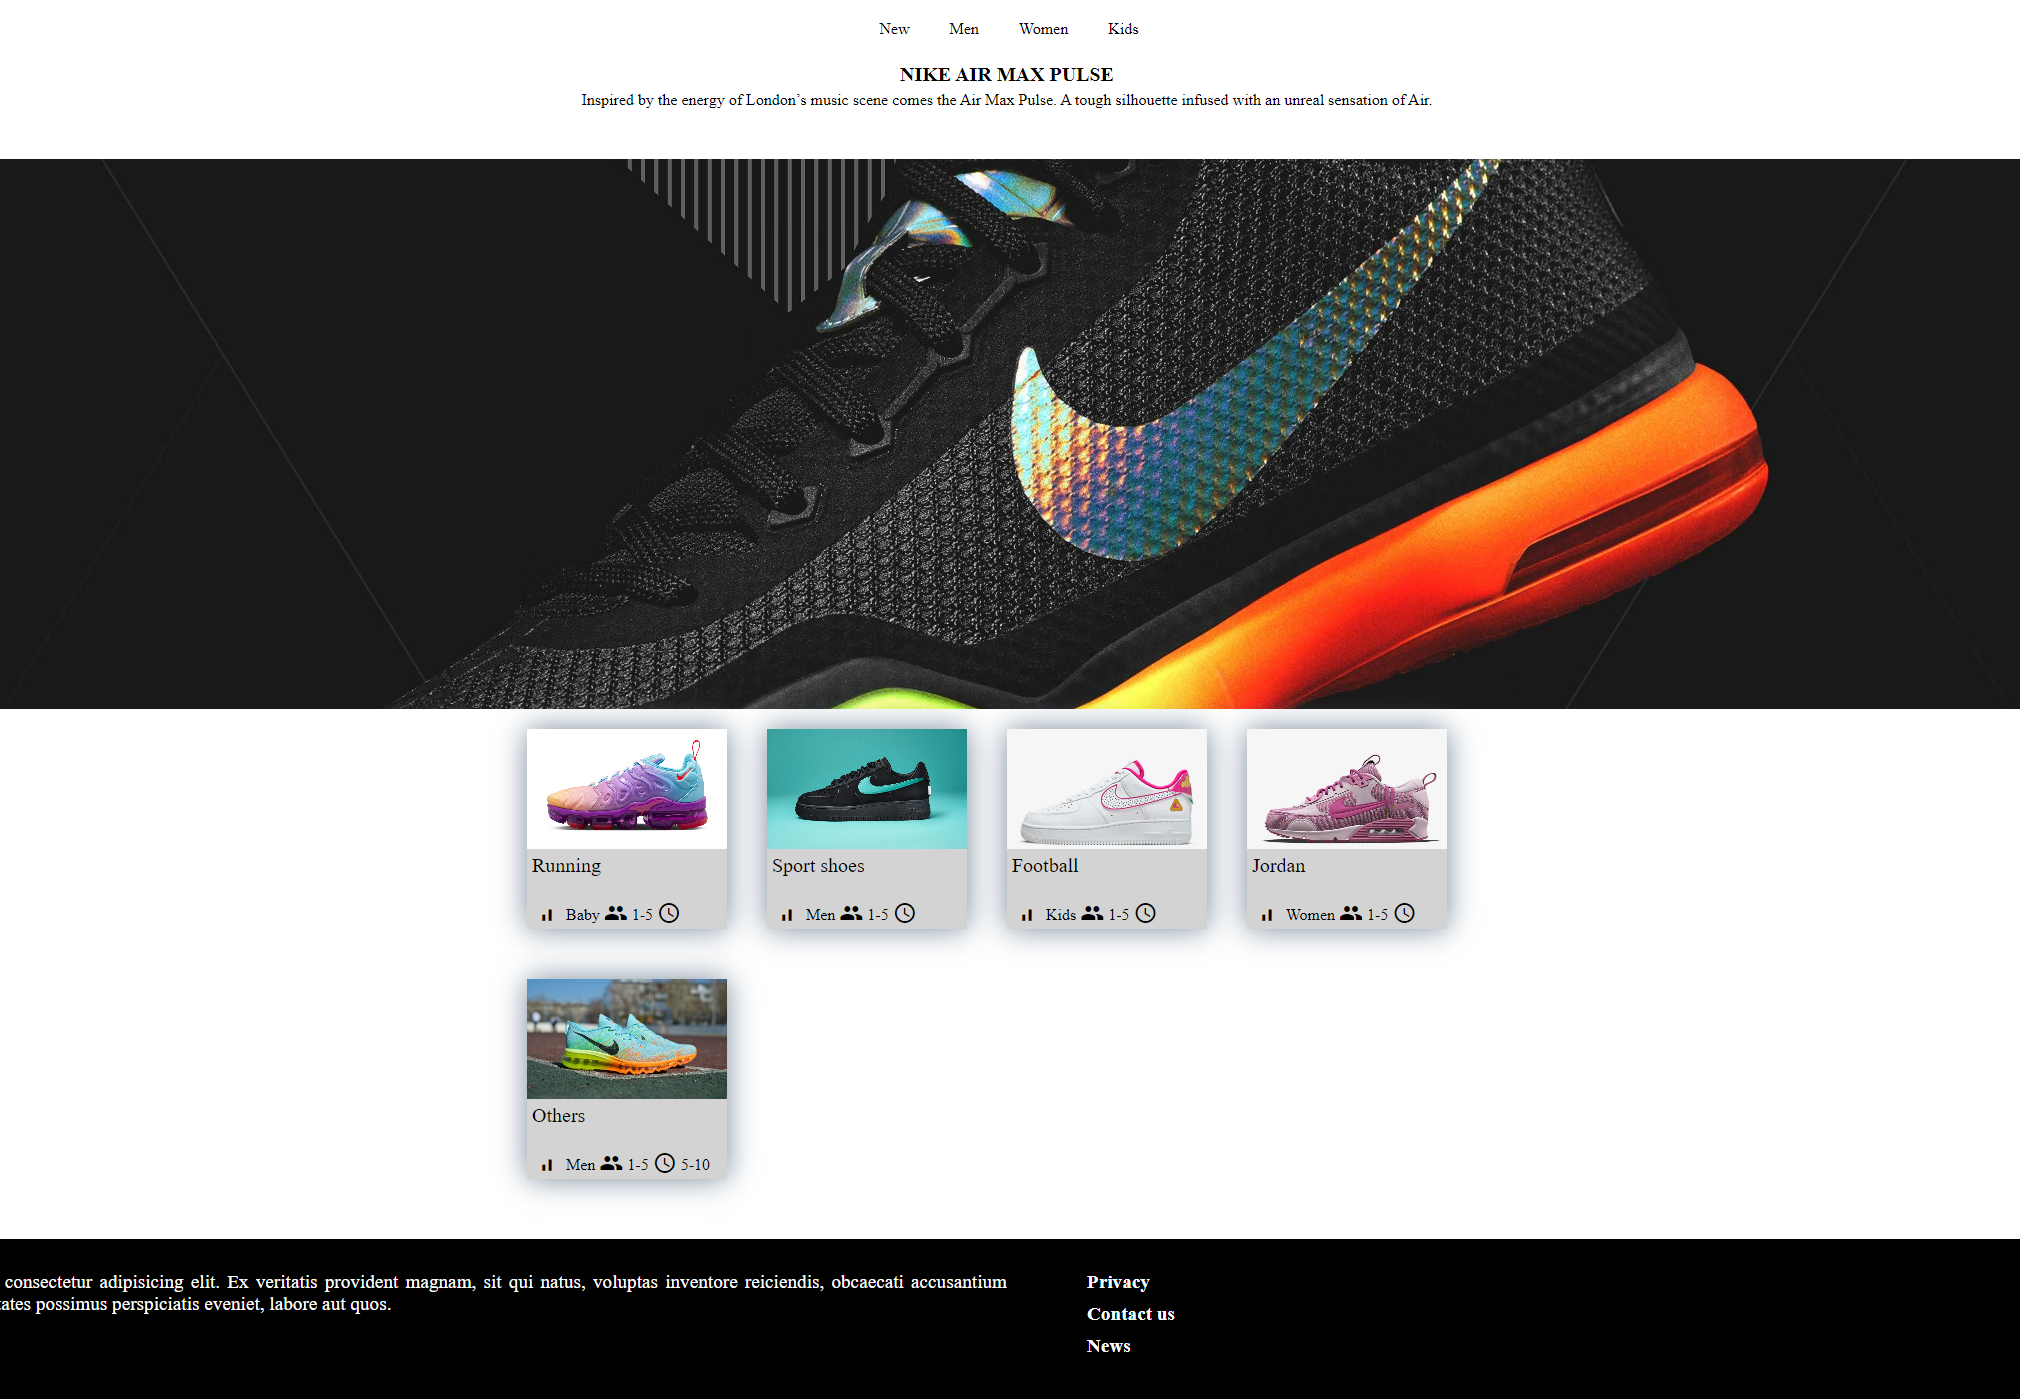 New Men Women Kids
NIKE AIR MAX PULSE
Inspired by the energy of London's music scene comes the Air Max Pulse. A tough silhouette infused with an unreal sensation of Air.
Running
Baby 1-5
Sport shoes
Men 1-5
Football
Kids 1-5
Jordan
Women 1-5
Others
Men 1-5 5-10
consectetur adipisicing elit. Ex veritatis provident magnam, sit qui natus, voluptas inventore reiciendis, obcaecati accusantium
possimus perspiciatis eveniet, labore aut quos.
Privacy
Contact us
News